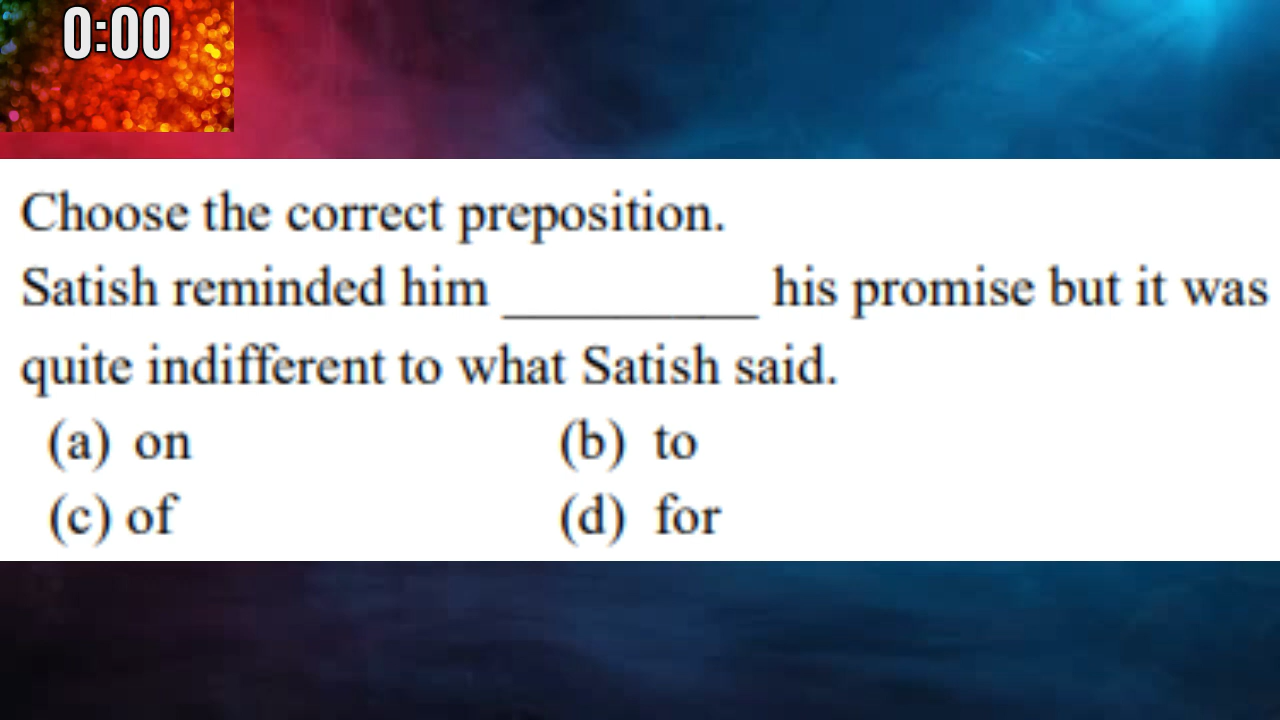 0:00
Choose the correct preposition.
Satish reminded him __________ his promise but it was
quite indifferent to what Satish said.
(a) on (b) to
(c) of (d) for